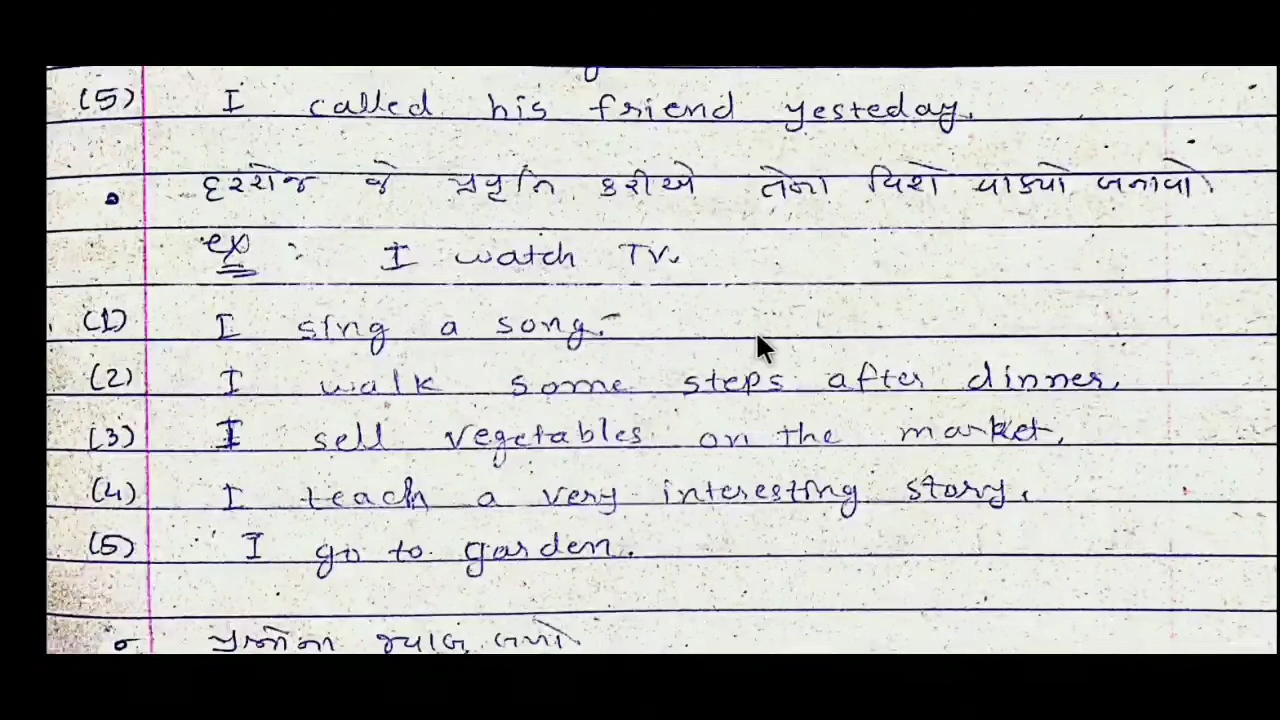 (5) I called his friend yesteday.
• દરરોજ જે પ્રવૃત્તિ કરીએ તેના વિશે વાક્યો બનાવો.
ex : I watch TV.
(1) I sing a song.
(2) I walk some steps after dinner.
(3) I sell vegetables on the market.
(4) I teach a very interesting story.
(5) I go to garden.
પ્રશ્નોના જવાબ લખો